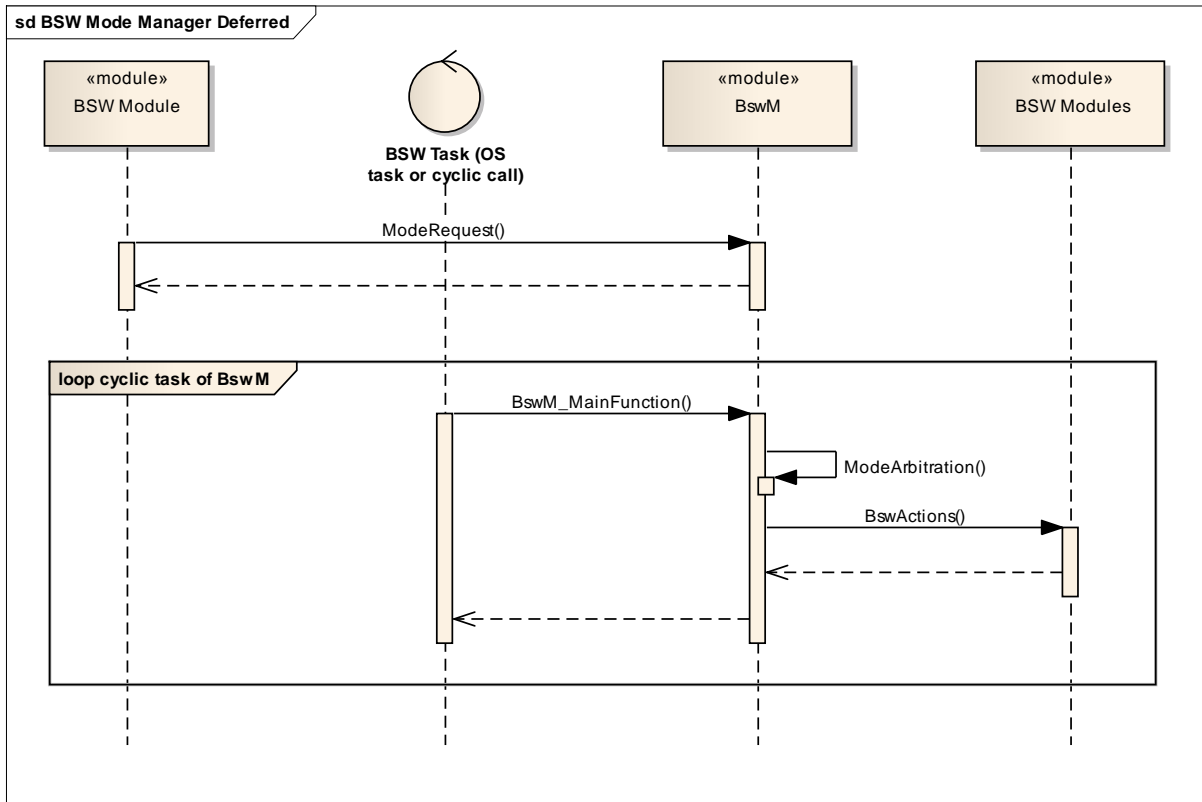 sd BSW Mode Manager Deferred
«module»
BSW Module
BSW Task (OS
task or cyclic call)
«module»
BswM
«module»
BSW Modules
ModeRequest()
loop cyclic task of BswM
BswM_MainFunction()
ModeArbitration()
BswActions()